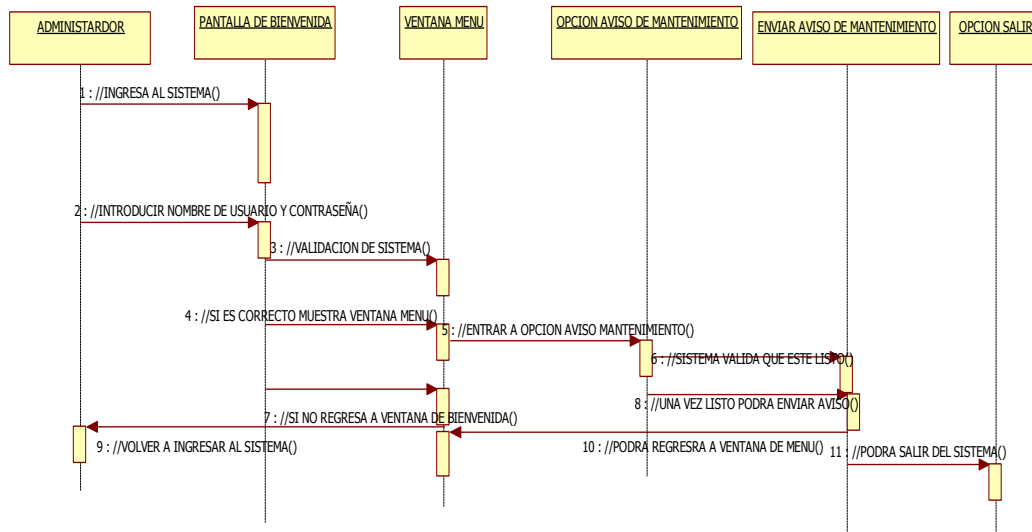 ADMINISTARDOR
PANTALLA DE BIENVENIDA
VENTANA MENU
OPCION AVISO DE MANTENIMIENTO
ENVIAR AVISO DE MANTENIMIENTO
OPCION SALIR
1 : //INGRESA AL SISTEMA()
2 : //INTRODUCIR NOMBRE DE USUARIO Y CONTRASEÑA()
3 : //VALIDACION DE SISTEMA()
4 : //SI ES CORRECTO MUESTRA VENTANA MENU()
5 : //ENTRAR A OPCION AVISO MANTENIMIENTO()
6 : //SISTEMA VALIDA QUE ESTE LISTO()
8 : //UNA VEZ LISTO PODRA ENVIAR AVISO()
7 : //SI NO REGRESA A VENTANA DE BIENVENIDA()
9 : //VOLVER A INGRESAR AL SISTEMA()
10 : //PODRA REGRESRA A VENTANA DE MENU()
11 : //PODRA SALIR DEL SISTEMA()